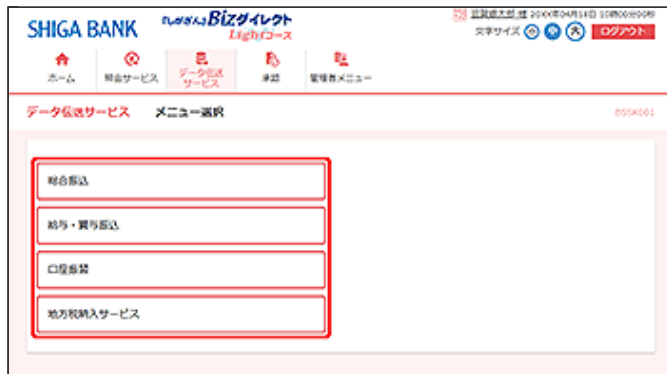 SHIGA BANK
しがぎんBizダイレクト
Lightコース
文字サイズ 小 中 大 ログアウト
ホーム 照会サービス データ伝送サービス 承認 管理者メニュー
データ伝送サービス メニュー選択
BSSK001
総合振込
給与・賞与振込
口座振替
地方税納入サービス